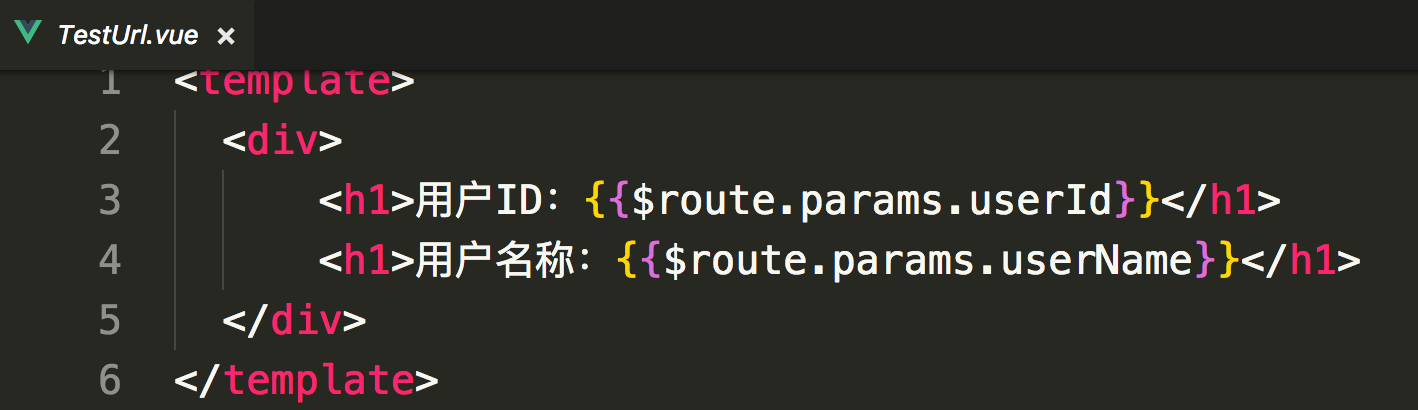 TestUrl.vue ×
1 <template>
2 <div>
3 <h1>用户ID：{{$route.params.userId}}</h1>
4 <h1>用户名称：{{$route.params.userName}}</h1>
5 </div>
6 </template>